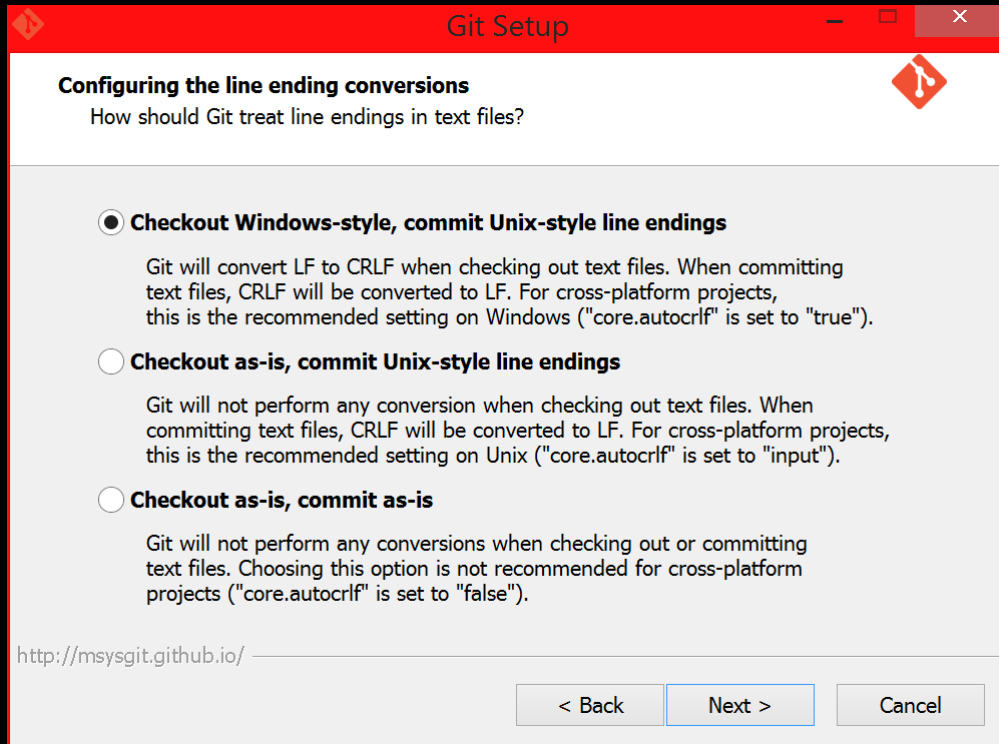 Git Setup
Configuring the line ending conversions
How should Git treat line endings in text files?
Checkout Windows-style, commit Unix-style line endings
Git will convert LF to CRLF when checking out text files. When committing
text files, CRLF will be converted to LF. For cross-platform projects,
this is the recommended setting on Windows ("core.autocrlf" is set to "true").
Checkout as-is, commit Unix-style line endings
Git will not perform any conversion when checking out text files. When
committing text files, CRLF will be converted to LF. For cross-platform projects,
this is the recommended setting on Unix ("core.autocrlf" is set to "input").
Checkout as-is, commit as-is
Git will not perform any conversions when checking out or committing
text files. Choosing this option is not recommended for cross-platform
projects ("core.autocrlf" is set to "false").
http://msysgit.github.io/
< Back Next > Cancel